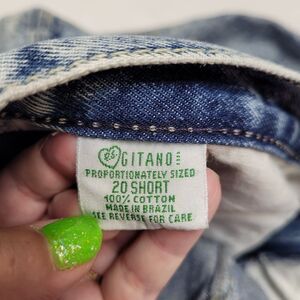 GITANO
PROPORTIONATELY SIZED
20 SHORT
100% COTTON
MADE IN BRAZIL
SEE REVERSE FOR CARE